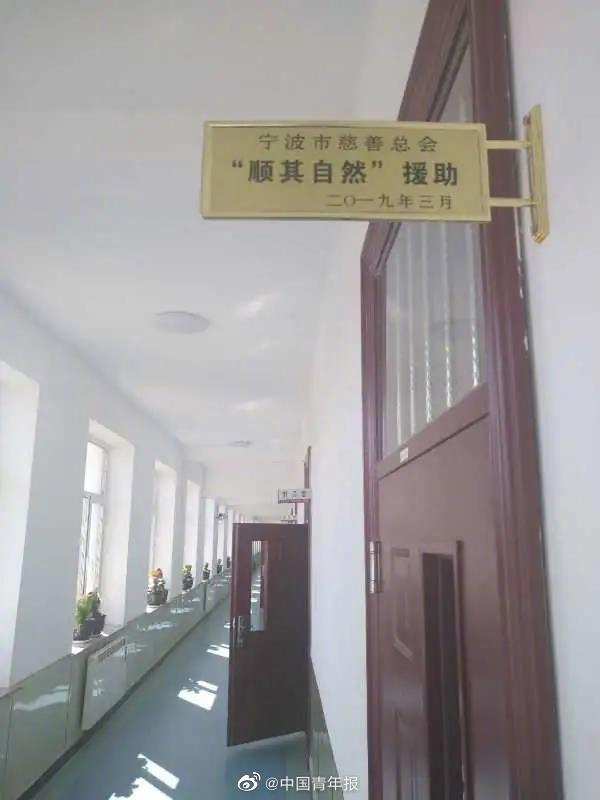 宁波市慈善总会
“顺其自然”援助
二〇一九年三月
@中国青年报